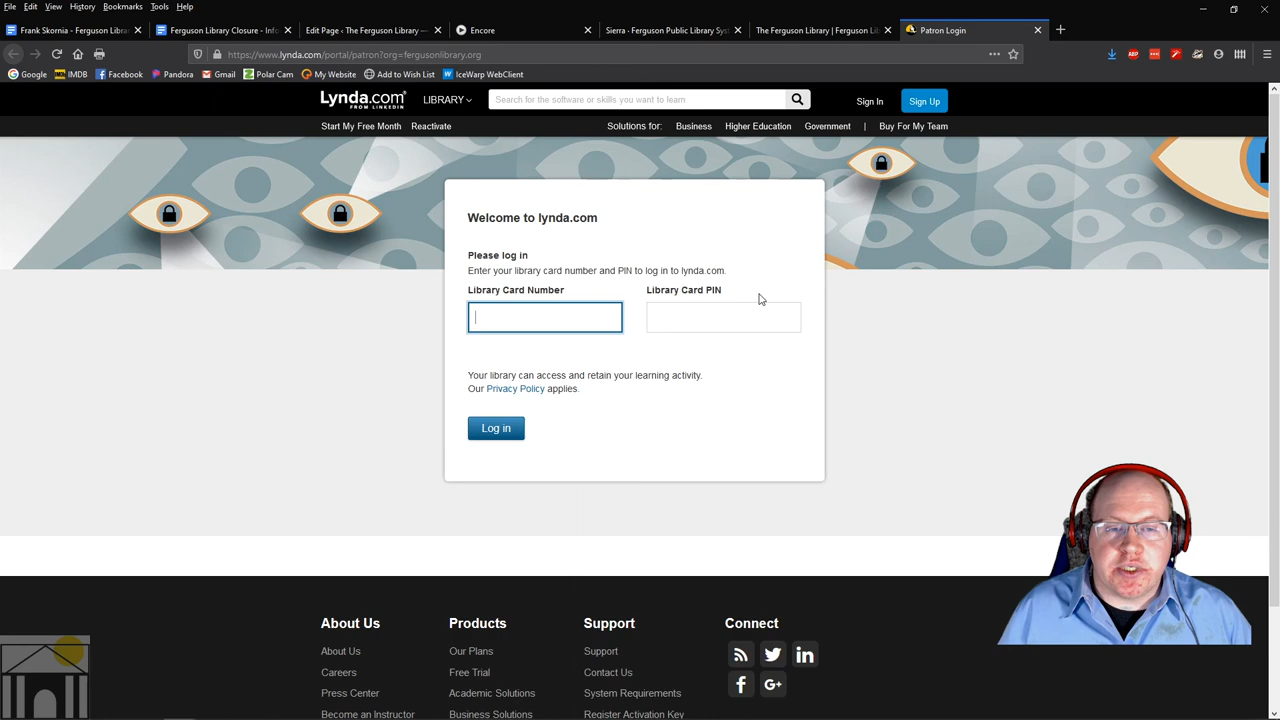 File Edit View History Bookmarks Tools Help
Frank Skornia - Ferguson Librar Ferguson Library Closure - Info Edit Page ‹ The Ferguson Library — Encore Sierra - Ferguson Public Library Syst The Ferguson Library | Ferguson Lib Patron Login
https://www.lynda.com/portal/patron?org=fergusonlibrary.org
Google IMDB Facebook Pandora Gmail Polar Cam My Website Add to Wish List IceWarp WebClient
Lynda.com LIBRARY Search for the software or skills you want to learn Sign In Sign Up
FROM LINKEDIN
Start My Free Month Reactivate Solutions for: Business Higher Education Government | Buy For My Team
Welcome to lynda.com
Please log in
Enter your library card number and PIN to log in to lynda.com.
Library Card Number Library Card PIN
Your library can access and retain your learning activity.
Our Privacy Policy applies.
Log in
About Us Products Support Connect
About Us Our Plans Support
Careers Free Trial Contact Us
Press Center Academic Solutions System Requirements
Become an Instructor Business Solutions Register Activation Key